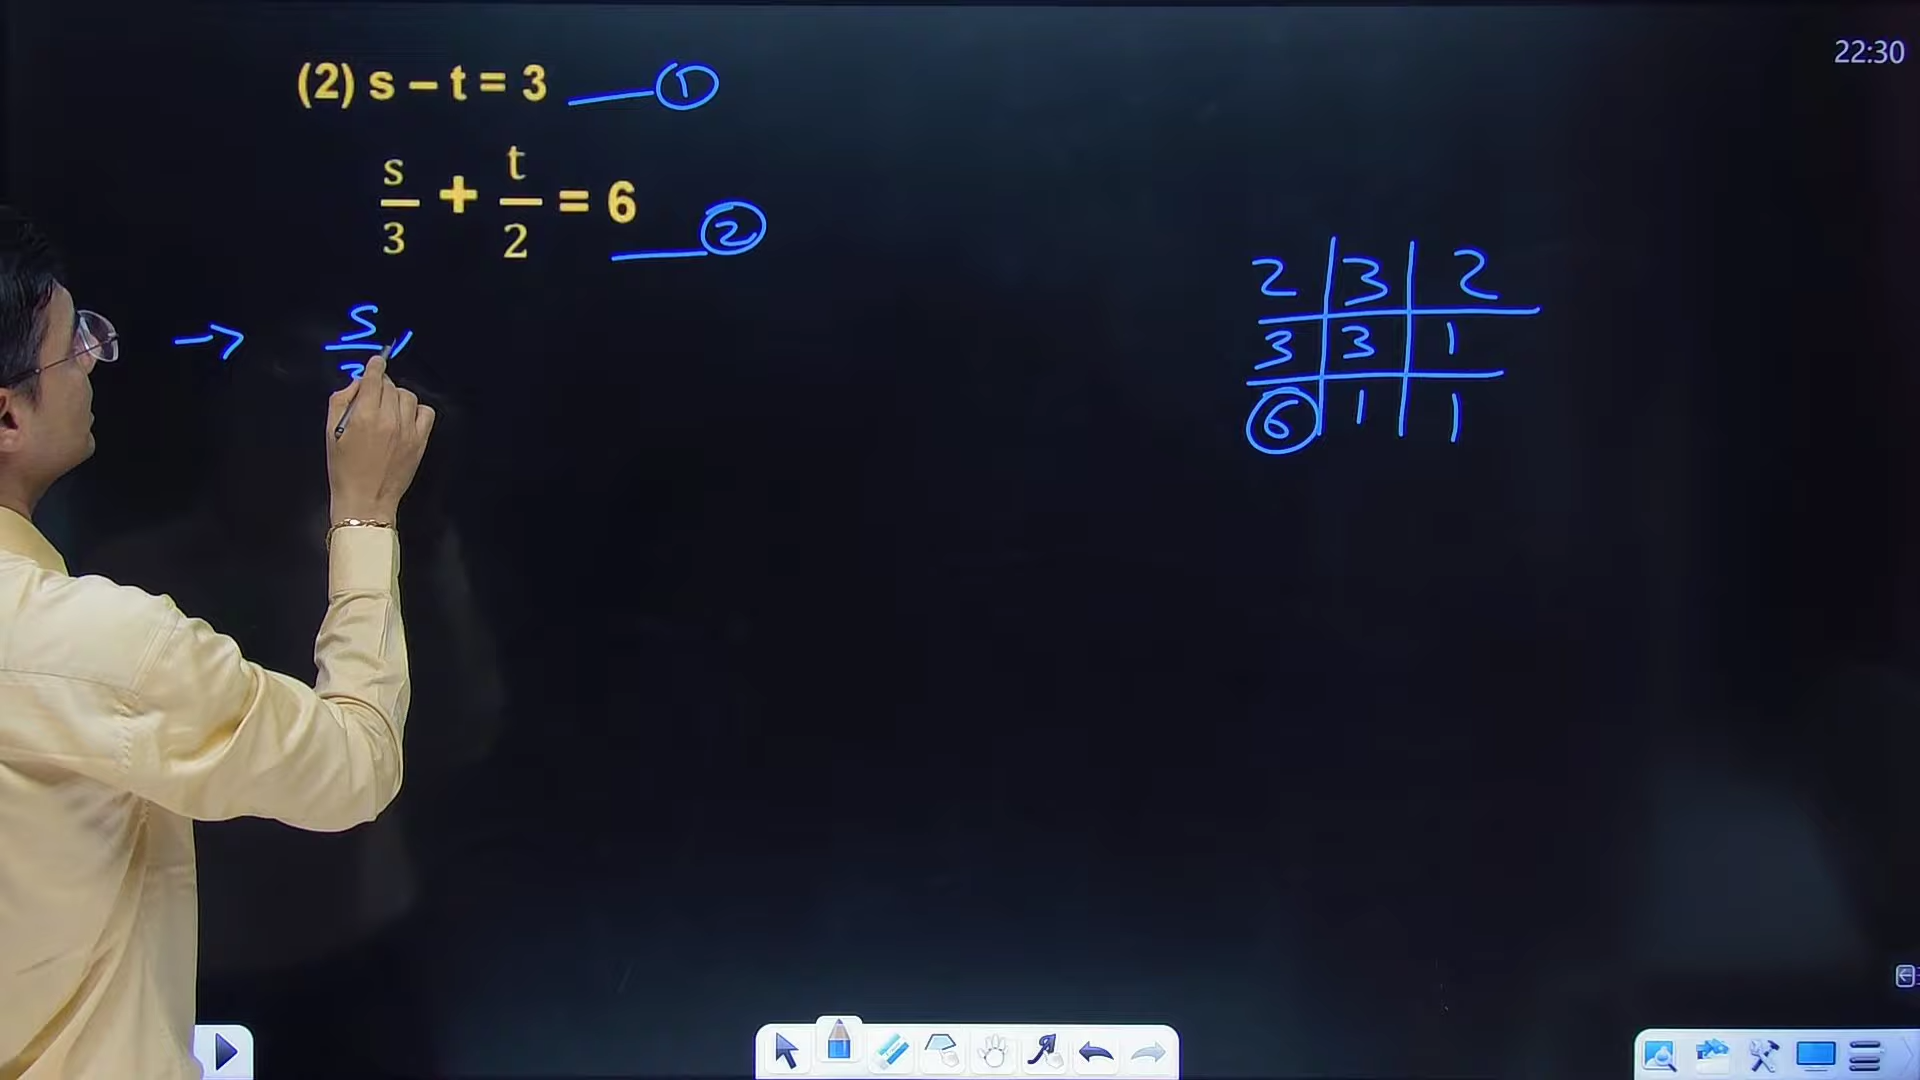 22:30
(2) s – t = 3 ——①
s/3 + t/2 = 6 ——②
→ s/3
2 | 3 | 2
3 | 3 | 1
⑥ | 1 | 1